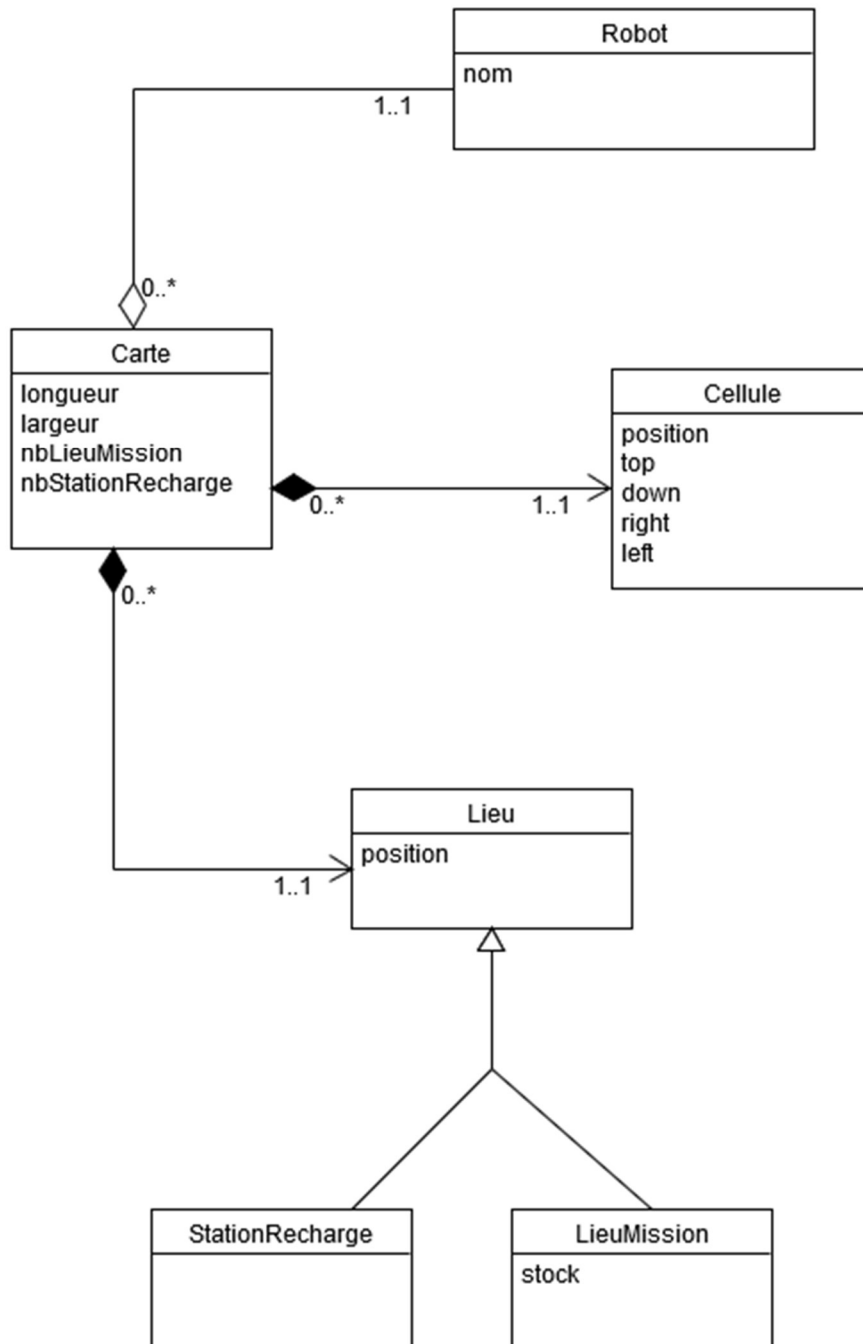 Robot
nom
1..1
0..*
Carte
longueur
largeur
nbLieuMission
nbStationRecharge
0..*
1..1
Cellule
position
top
down
right
left
0..*
1..1
Lieu
position
StationRecharge
LieuMission
stock